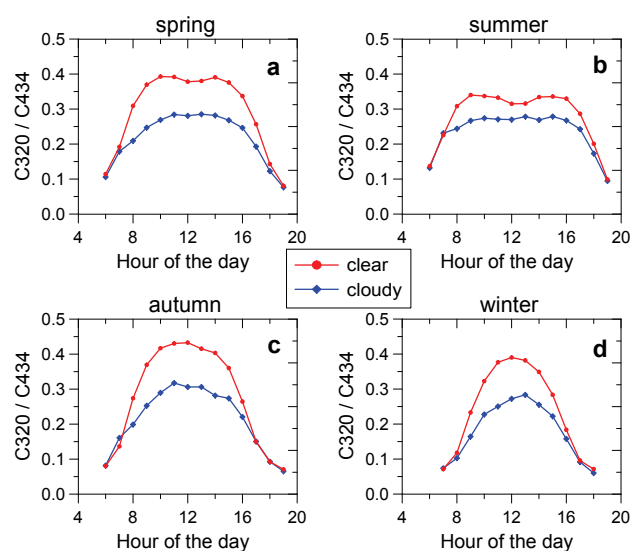 spring
summer
0.5
0.4
0.3
0.2
0.1
0.0
C320 / C434
a
4
8
12
16
20
Hour of the day
0.5
0.4
0.3
0.2
0.1
0.0
C320 / C434
b
4
8
12
16
20
Hour of the day
clear
cloudy
autumn
winter
0.5
0.4
0.3
0.2
0.1
0.0
C320 / C434
c
4
8
12
16
20
Hour of the day
0.5
0.4
0.3
0.2
0.1
0.0
C320 / C434
d
4
8
12
16
20
Hour of the day